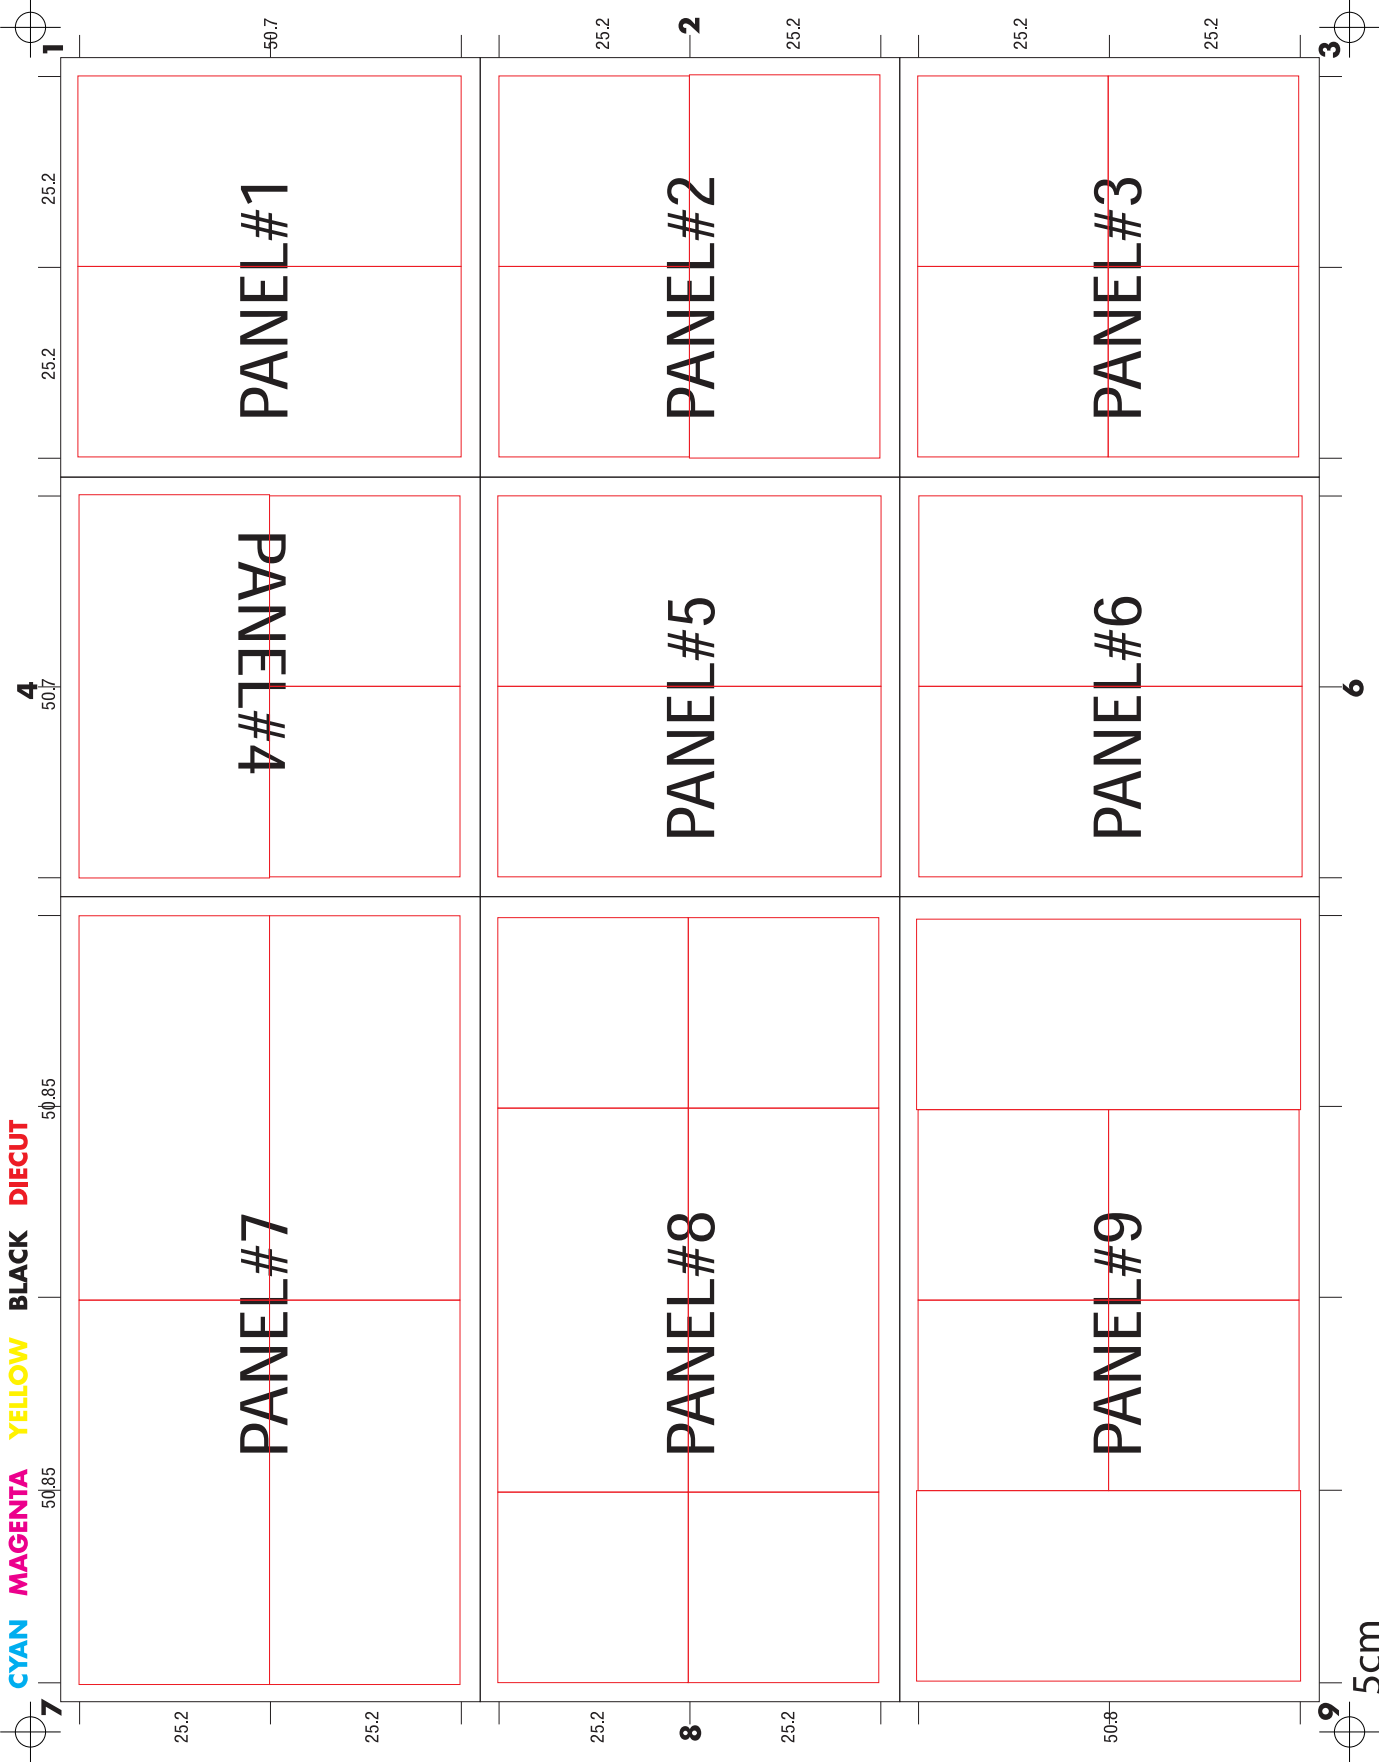 1
50.7
25.2
2
25.2
25.2
25.2
3
25.2
25.2
PANEL#1
PANEL#2
PANEL#3
4
50.7
PANEL#4
PANEL#5
PANEL#6
6
50.85
50.85
PANEL#7
PANEL#8
PANEL#9
CYAN MAGENTA YELLOW BLACK DIECUT
7
25.2
25.2
25.2
8
25.2
50.8
9
5cm